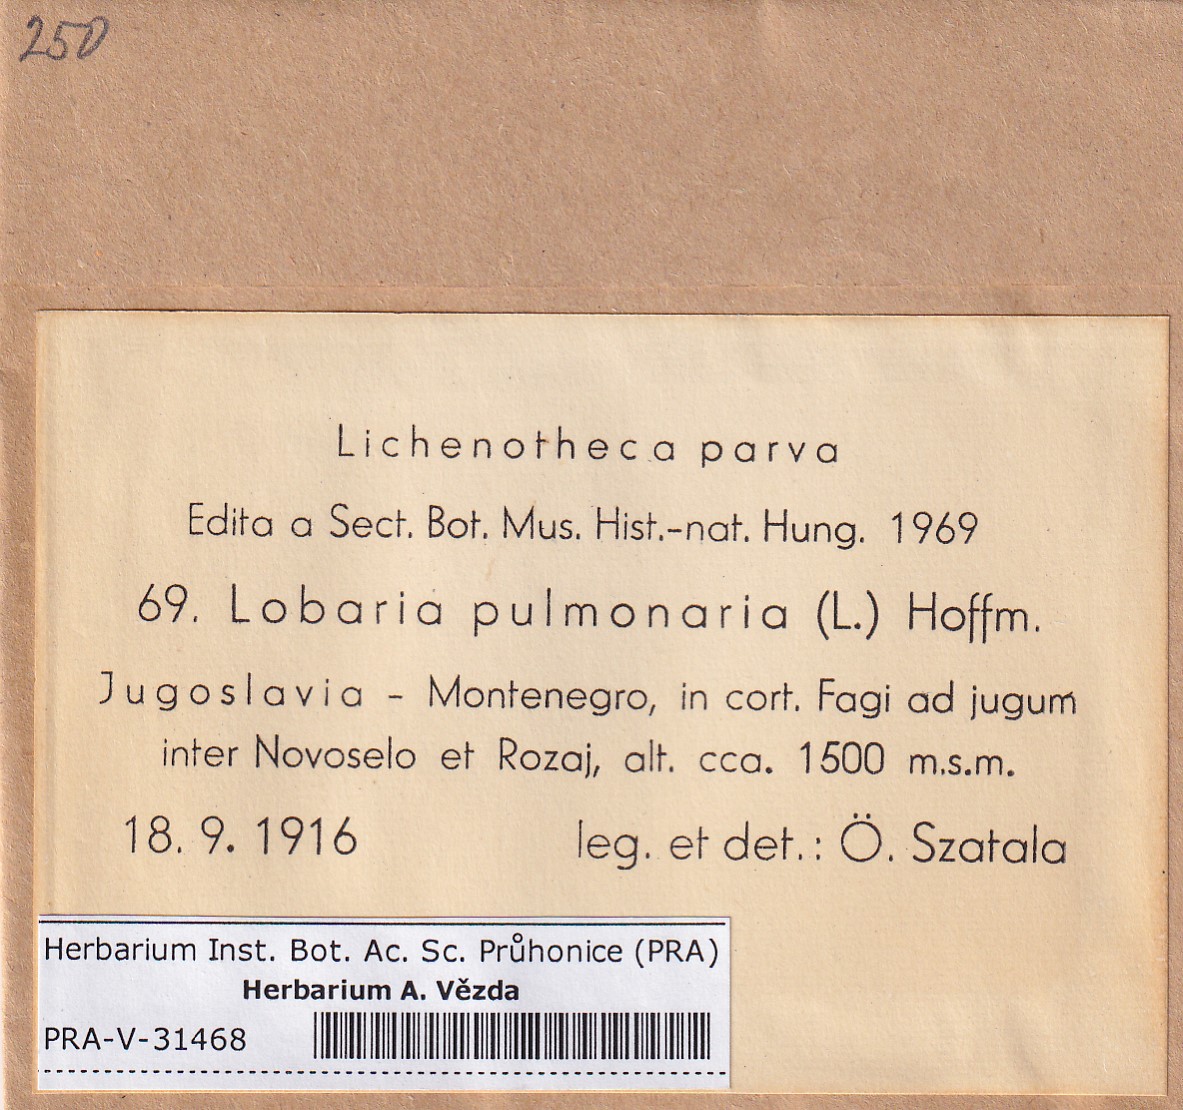 250
Lichenotheca parva
Edita a Sect. Bot. Mus. Hist.-nat. Hung. 1969
69. Lobaria pulmonaria (L.) Hoffm.
Jugoslavia - Montenegro, in cort. Fagi ad jugum
inter Novoselo et Rozaj, alt. cca. 1500 m.s.m.
18. 9. 1916 leg. et det.: Ö. Szatala
Herbarium Inst. Bot. Ac. Sc. Průhonice (PRA)
Herbarium A. Vězda
PRA-V-31468